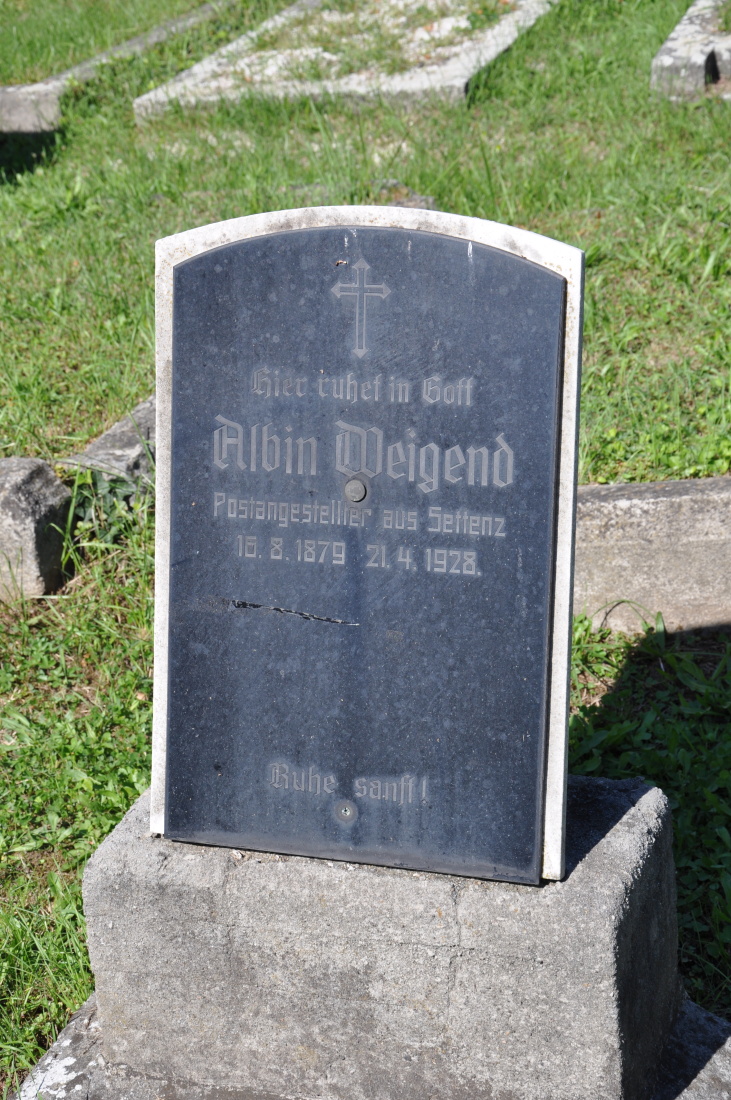 Hier ruhet in Gott
Albin Weigend
Postangestellter aus Settenz
16. 8. 1879 21. 4. 1928.
Ruhe sanft!